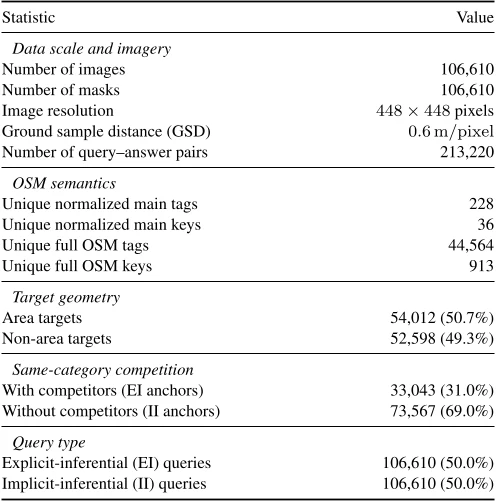 Statistic Value
Data scale and imagery
Number of images 106,610
Number of masks 106,610
Image resolution 448 × 448 pixels
Ground sample distance (GSD) 0.6 m/pixel
Number of query–answer pairs 213,220
OSM semantics
Unique normalized main tags 228
Unique normalized main keys 36
Unique full OSM tags 44,564
Unique full OSM keys 913
Target geometry
Area targets 54,012 (50.7%)
Non-area targets 52,598 (49.3%)
Same-category competition
With competitors (EI anchors) 33,043 (31.0%)
Without competitors (II anchors) 73,567 (69.0%)
Query type
Explicit-inferential (EI) queries 106,610 (50.0%)
Implicit-inferential (II) queries 106,610 (50.0%)